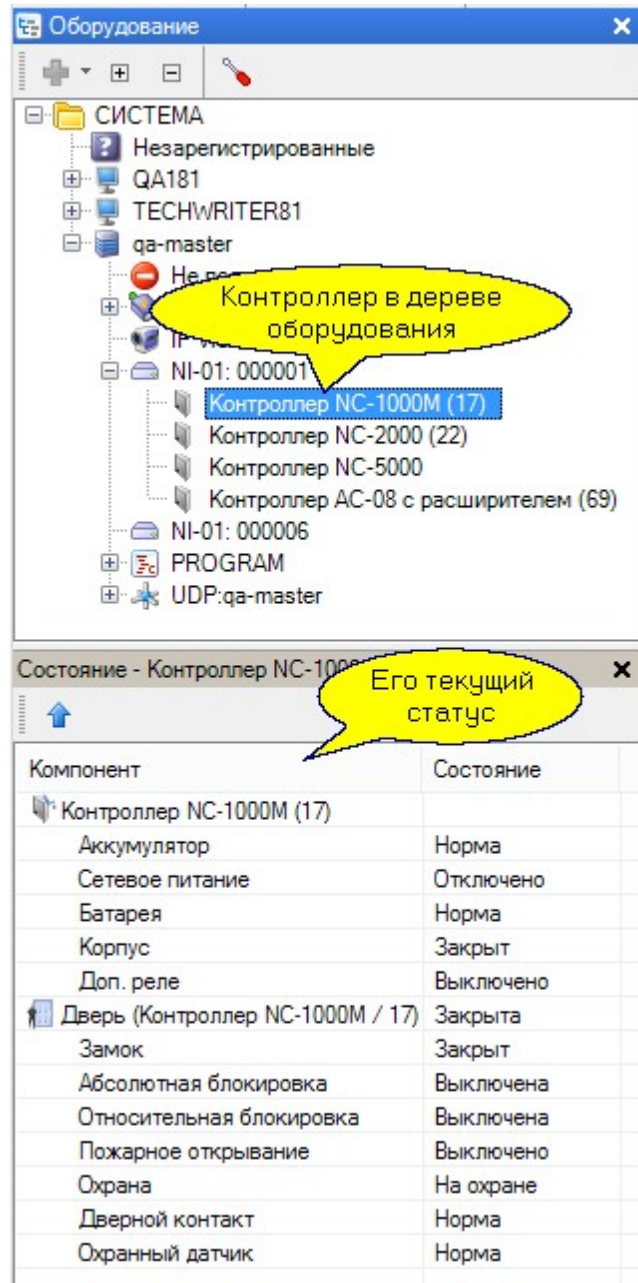 Оборудование
СИСТЕМА
Незарегистрированные
QA181
TECHWRITER81
qa-master
Контроллер в дереве
оборудования
NI-01: 000001
Контроллер NC-1000M (17)
Контроллер NC-2000 (22)
Контроллер NC-5000
Контроллер AC-08 с расширителем (69)
NI-01: 000006
PROGRAM
UDP:qa-master
Состояние - Контроллер
Его текущий
статус
Компонент Состояние
Контроллер NC-1000M (17)
Аккумулятор Норма
Сетевое питание Отключено
Батарея Норма
Корпус Закрыт
Доп. реле Выключено
Дверь (Контроллер NC-1000M / 17) Закрыта
Замок Закрыт
Абсолютная блокировка Выключена
Относительная блокировка Выключена
Пожарное открывание Выключено
Охрана На охране
Дверной контакт Норма
Охранный датчик Норма